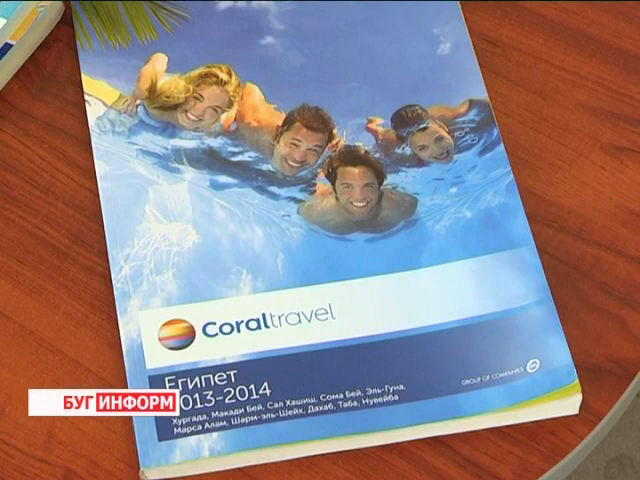 Coraltravel
Египет
2013-2014
Хургада, Макади Бей, Сал Хашиш, Сома Бей, Эль-Гуна,
Марса Алам, Шарм-эль-Шейх, Дахаб, Таба, Нувейба
GROUP OF COMPANIES
БУГ ИНФОРМ